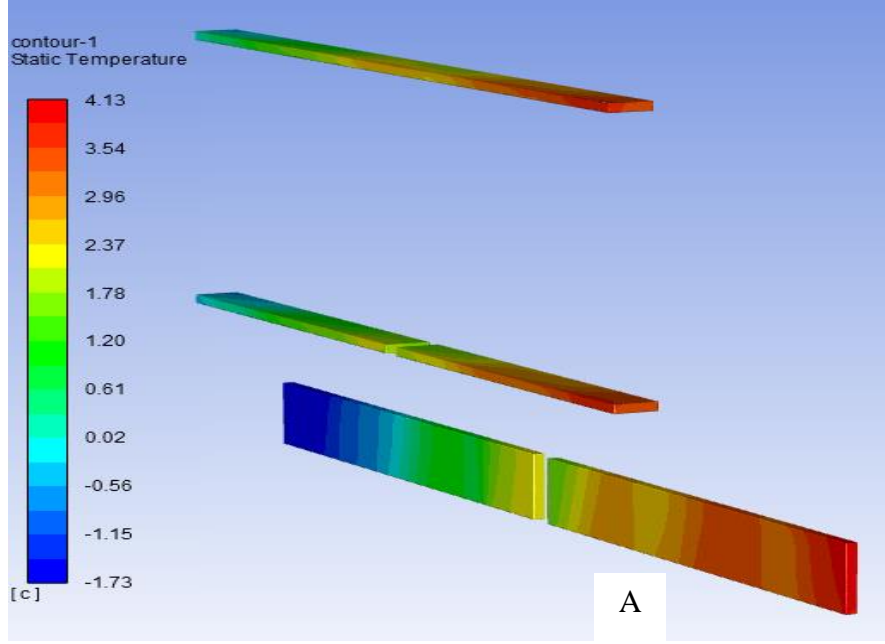 contour-1
Static Temperature
4.13
3.54
2.96
2.37
1.78
1.20
0.61
0.02
-0.56
-1.15
-1.73
[ c ]
A